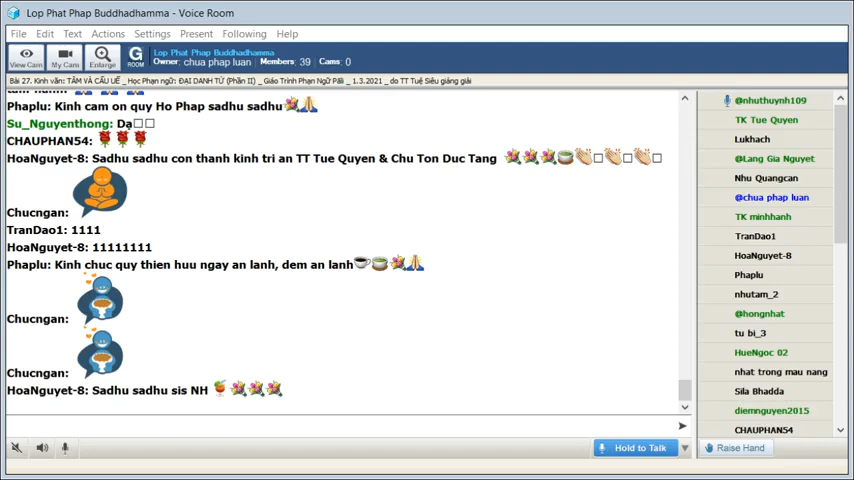 Lop Phat Phap Buddhadhamma - Voice Room
File Edit Text Actions Settings Present Following Help
View Cam My Cam Enlarge G ROOM
Lop Phat Phap Buddhadhamma
Owner: chua phap luan Members: 39 Cams: 0
Bài 27. Kinh văn: TÂM VÀ CẤU UẾ _ Học Phạn ngữ: ĐẠI DANH TỪ (Phần II) _ Giáo Trình Phạn Ngữ Pāli _ 1.3.2021 _ do TT Tuệ Siêu giảng giải
Phaplu: Kinh cam on quy Ho Phap sadhu sadhu
Su_Nguyenthong: Dạ
CHAUPHAN54:
HoaNguyet-8: Sadhu sadhu con thanh kinh tri an TT Tue Quyen & Chu Ton Duc Tang
Chucngan:
TranDao1: 1111
HoaNguyet-8: 11111111
Phaplu: Kinh chuc quy thien huu ngay an lanh, dem an lanh
Chucngan:
Chucngan:
HoaNguyet-8: Sadhu sadhu sis NH
@nhuthuynh109
TK Tue Quyen
Lukhach
@Lang Gia Nguyet
Nhu Quangcan
@chua phap luan
TK minhhanh
TranDao1
HoaNguyet-8
Phaplu
nhutam_2
@hongnhat
tu bi_3
HueNgoc 02
nhat trong mau nang
Sila Bhadda
diemnguyen2015
CHAUPHAN54
Hold to Talk
Raise Hand